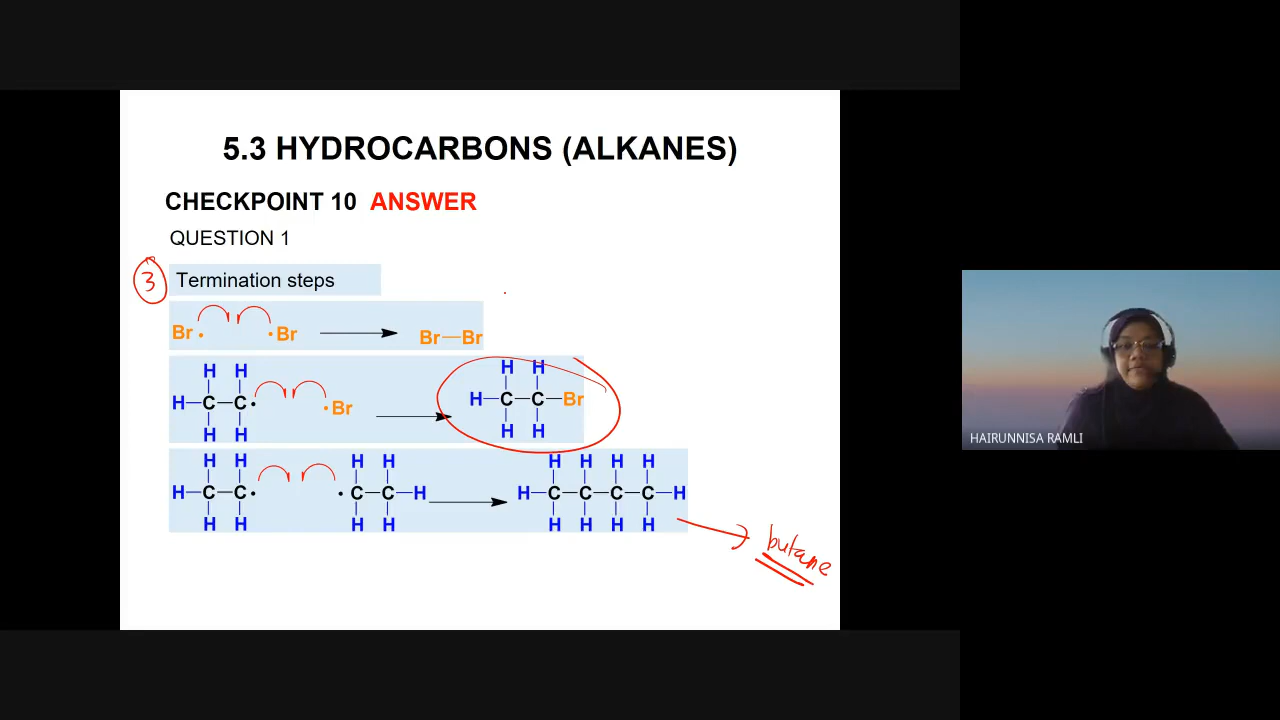 5.3 HYDROCARBONS (ALKANES)
CHECKPOINT 10 ANSWER
QUESTION 1
3 Termination steps
Br· ·Br Br—Br
H H H H
H—C—C· ·Br H—C—C—Br
H H H H
H H H H H H H H
H—C—C· ·C—C—H H—C—C—C—C—H
H H H H H H H H
butane
HAIRUNNISA RAMLI